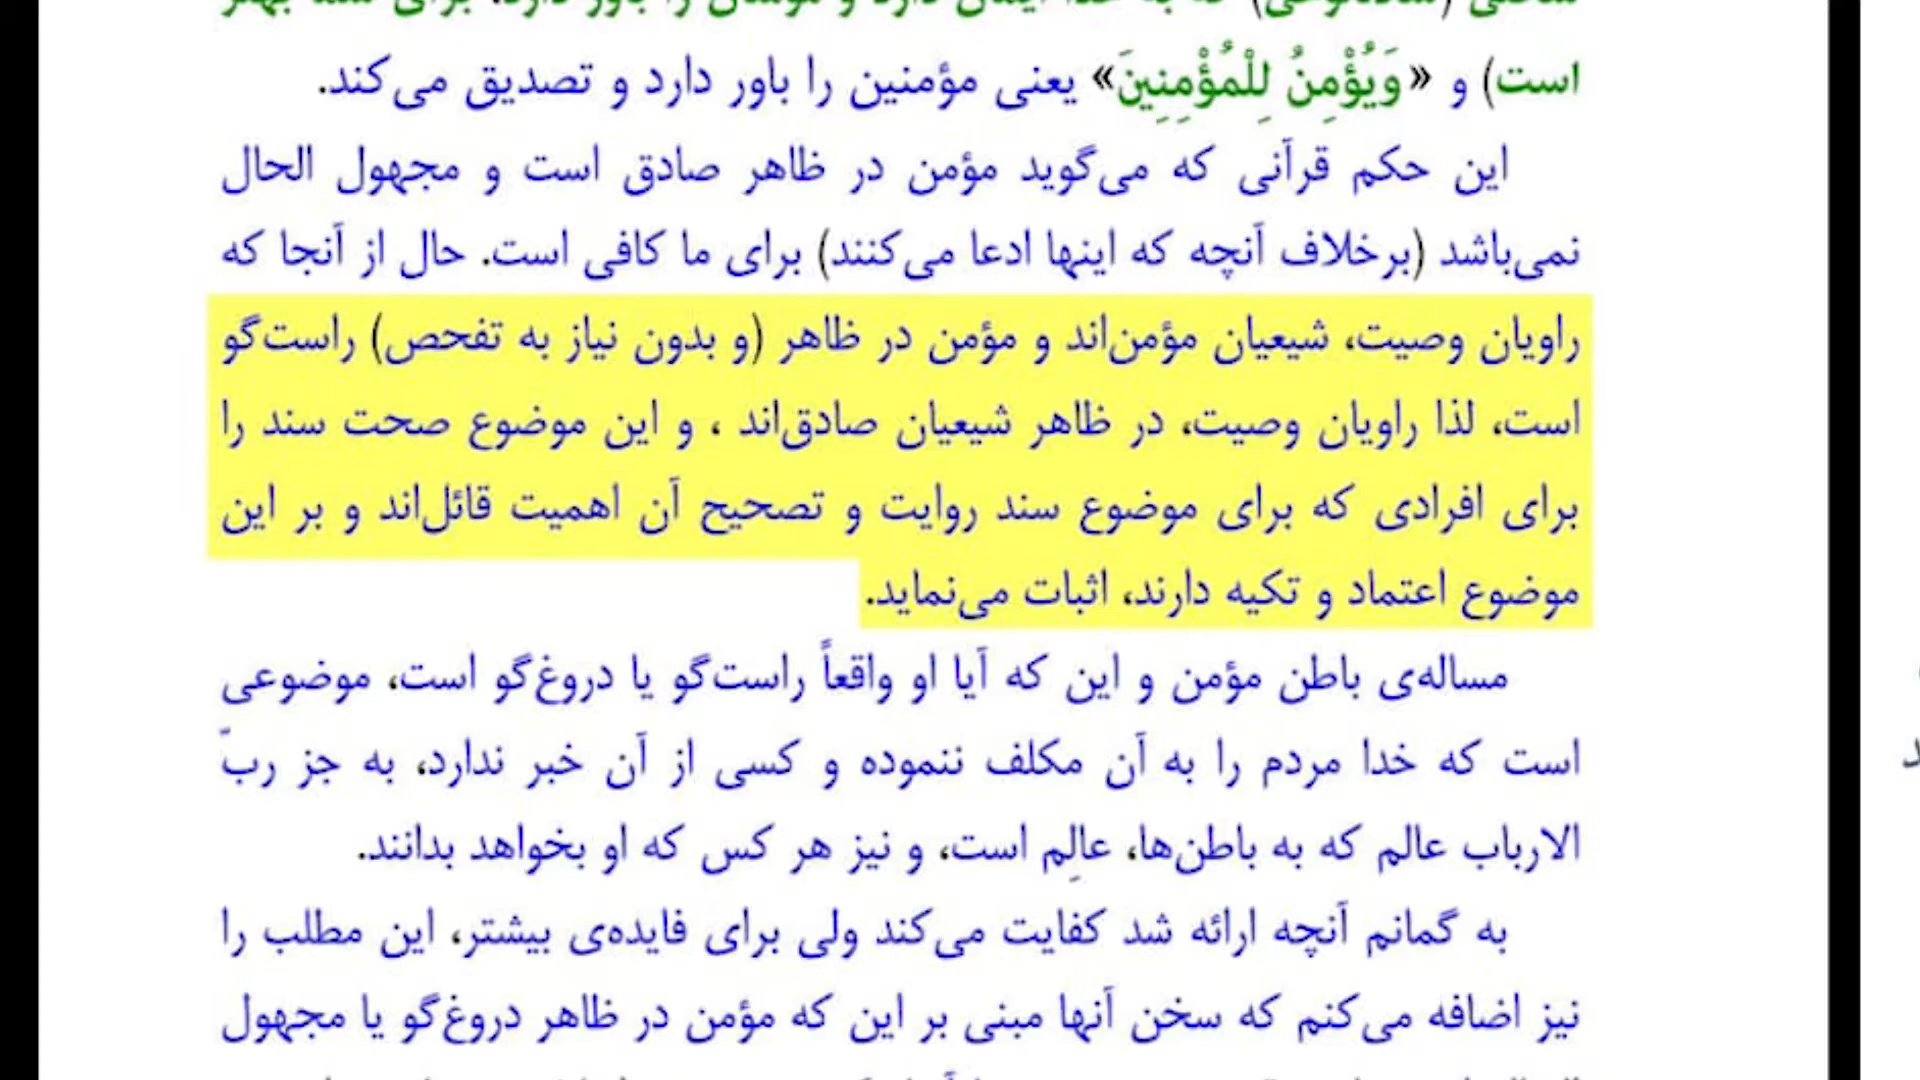 است) و «وَيُؤْمِنُ لِلْمُؤْمِنِينَ» یعنی مؤمنین را باور دارد و تصدیق می‌کند.
این حکم قرآنی که می‌گوید مؤمن در ظاهر صادق است و مجهول الحال
نمی‌باشد (برخلاف آنچه که اینها ادعا می‌کنند) برای ما کافی است. حال از آنجا که
راویان وصیت، شیعیان مؤمن‌اند و مؤمن در ظاهر (و بدون نیاز به تفحص) راست‌گو
است، لذا راویان وصیت، در ظاهر شیعیان صادق‌اند ، و این موضوع صحت سند را
برای افرادی که برای موضوع سند روایت و تصحیح آن اهمیت قائل‌اند و بر این
موضوع اعتماد و تکیه دارند، اثبات می‌نماید.
مساله‌ی باطن مؤمن و این که آیا او واقعاً راست‌گو یا دروغ‌گو است، موضوعی
است که خدا مردم را به آن مکلف ننموده و کسی از آن خبر ندارد، به جز ربّ
الارباب عالم که به باطن‌ها، عالِم است، و نیز هر کس که او بخواهد بدانند.
به گمانم آنچه ارائه شد کفایت می‌کند ولی برای فایده‌ی بیشتر، این مطلب را
نیز اضافه می‌کنم که سخن آنها مبنی بر این که مؤمن در ظاهر دروغ‌گو یا مجهول